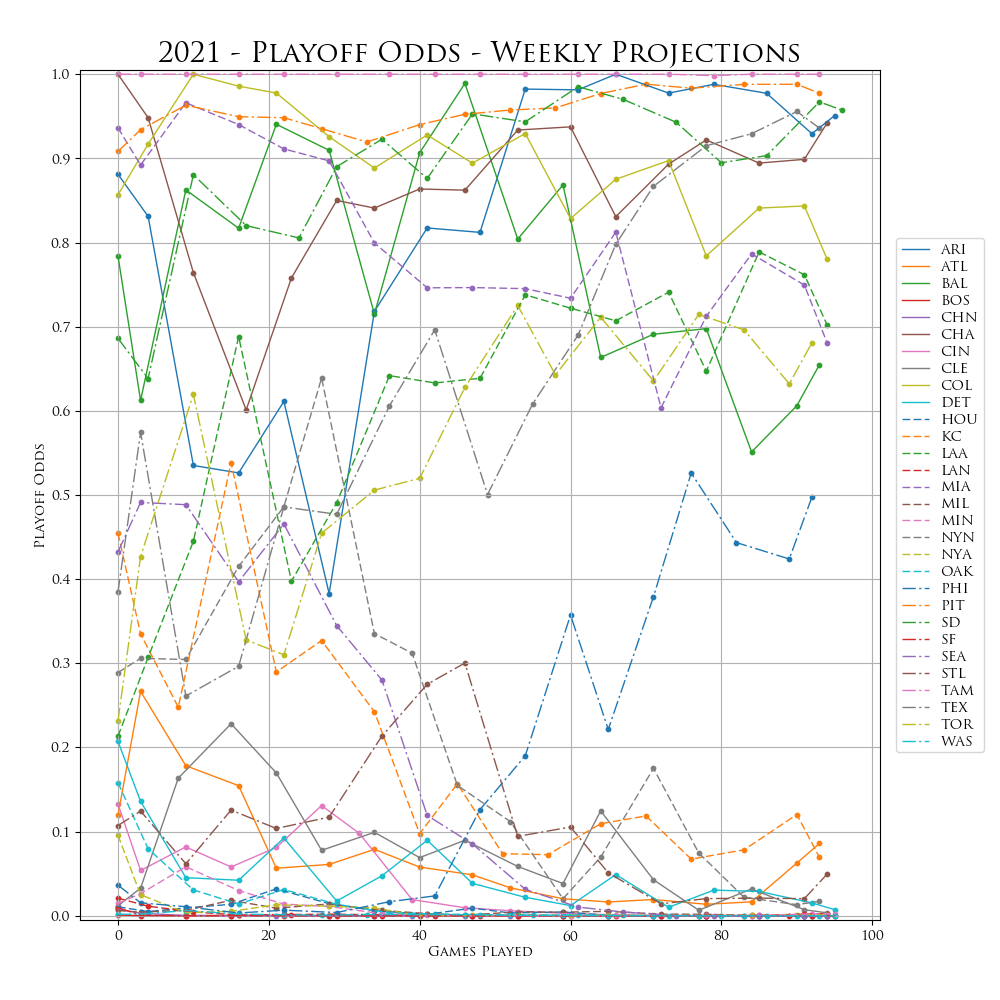 2021 - Playoff Odds - Weekly Projections
1.0
0.9
0.8
0.7
0.6
0.5
0.4
0.3
0.2
0.1
0.0
Playoff Odds
0 20 40 60 80 100
Games Played
ARI
ATL
BAL
BOS
CHN
CHA
CIN
CLE
COL
DET
HOU
KC
LAA
LAN
MIA
MIL
MIN
NYN
NYA
OAK
PHI
PIT
SD
SF
SEA
STL
TAM
TEX
TOR
WAS